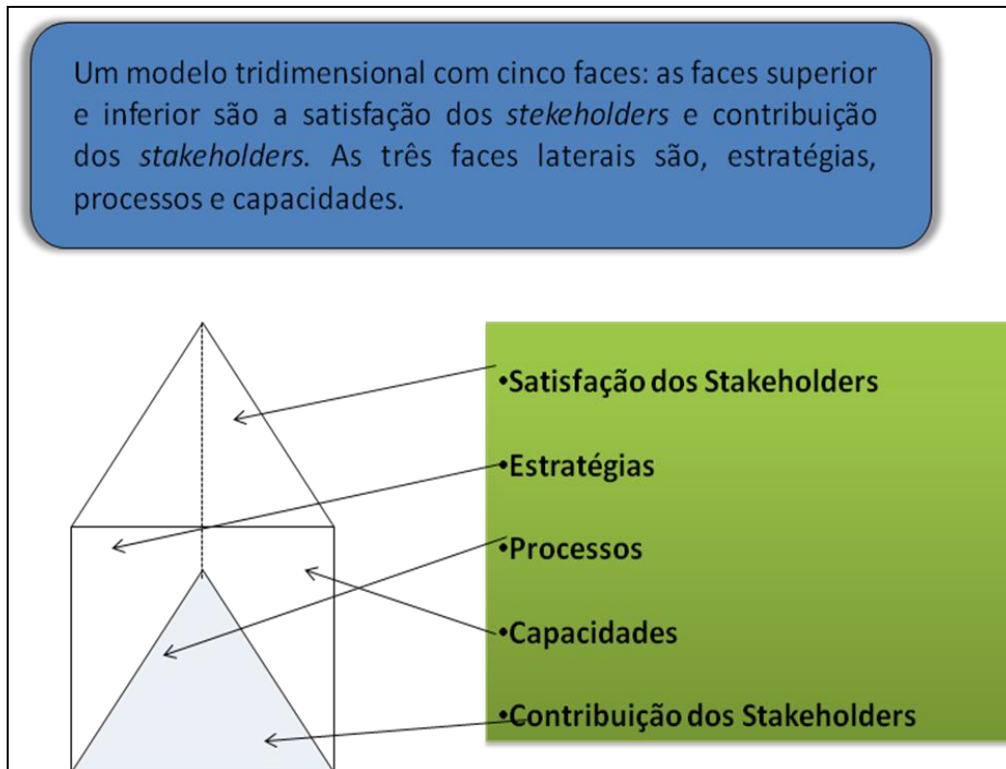 Um modelo tridimensional com cinco faces: as faces superior
e inferior são a satisfação dos stekeholders e contribuição
dos stakeholders. As três faces laterais são, estratégias,
processos e capacidades.
•Satisfação dos Stakeholders
•Estratégias
•Processos
•Capacidades
•Contribuição dos Stakeholders